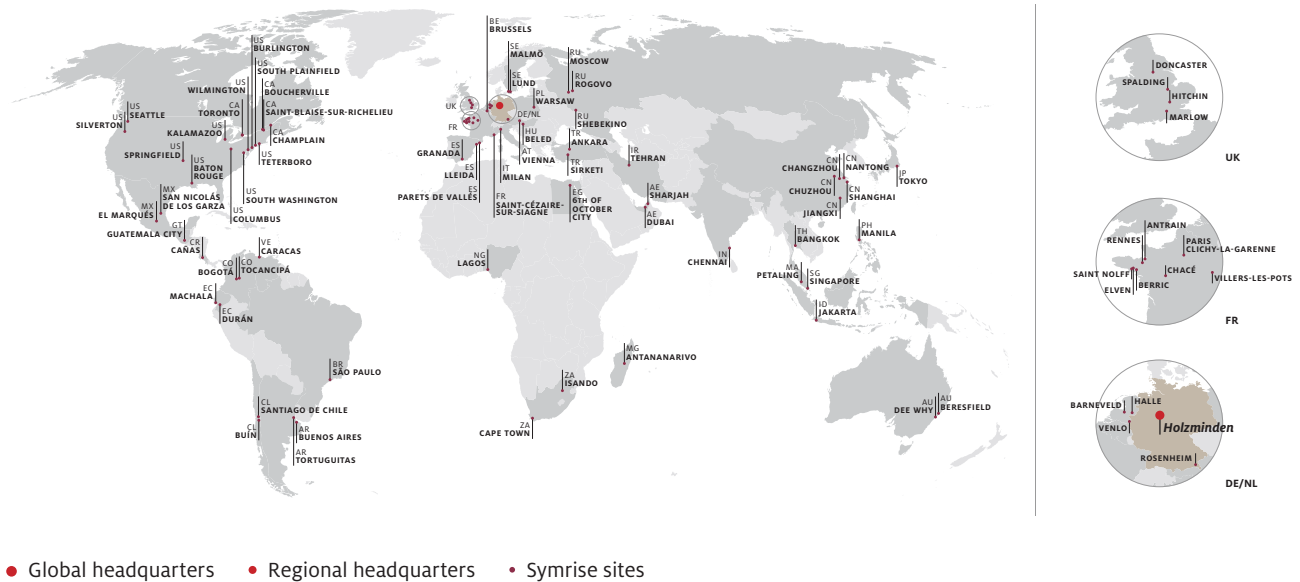 BE
BRUSSELS
US
BURLINGTON
SE
MALMÖ
RU
MOSCOW
US
SOUTH PLAINFIELD
US
WILMINGTON
CA
BOUCHERVILLE
SE
LUND
RU
ROGOVO
PL
WARSAW
CA
TORONTO
CA
SAINT-BLAISE-SUR-RICHELIEU
UK
US
SEATTLE
US
SILVERTON
DE/NL
RU
SHEBEKINO
US
KALAMAZOO
CA
CHAMPLAIN
FR
HU
BELED
TR
ANKARA
US
SPRINGFIELD
US
TETERBORO
ES
GRANADA
AT
VIENNA
IR
TEHRAN
CN
CHANGZHOU
CN
NANTONG
US
BATON
ROUGE
ES
LLEIDA
IT
MILAN
TR
SIRKETI
JP
TOKYO
MX
SAN NICOLÁS
DE LOS GARZA
US
SOUTH WASHINGTON
ES
PARETS DE VALLÉS
FR
SAINT-CÉZAIRE-
SUR-SIAGNE
EG
6TH OF
OCTOBER
CITY
AE
SHARJAH
CN
CHUZHOU
CN
SHANGHAI
MX
EL MARQUÉS
US
COLUMBUS
AE
DUBAI
CN
JIANGXI
GT
GUATEMALA CITY
PH
MANILA
TH
BANGKOK
CR
CAÑAS
VE
CARACAS
NG
LAGOS
IN
CHENNAI
CO
BOGOTÁ
CO
TOCANCIPÁ
MA
PETALING
SG
SINGAPORE
EC
MACHALA
EC
DURÁN
ID
JAKARTA
MG
ANTANANARIVO
BR
SÃO PAULO
ZA
ISANDO
CL
SANTIAGO DE CHILE
AU
DEE WHY
AU
BERESFIELD
CL
BUIN
AR
BUENOS AIRES
ZA
CAPE TOWN
AR
TORTUGUITAS
DONCASTER
SPALDING
HITCHIN
MARLOW
UK
ANTRAIN
RENNES
PARIS
CLICHY-LA-GARENNE
SAINT NOLFF
CHACÉ
VILLERS-LES-POTS
ELVEN
BERRIC
FR
BARNEVELD
HALLE
VENLO
Holzminden
ROSENHEIM
DE/NL
Global headquarters
Regional headquarters
Symrise sites